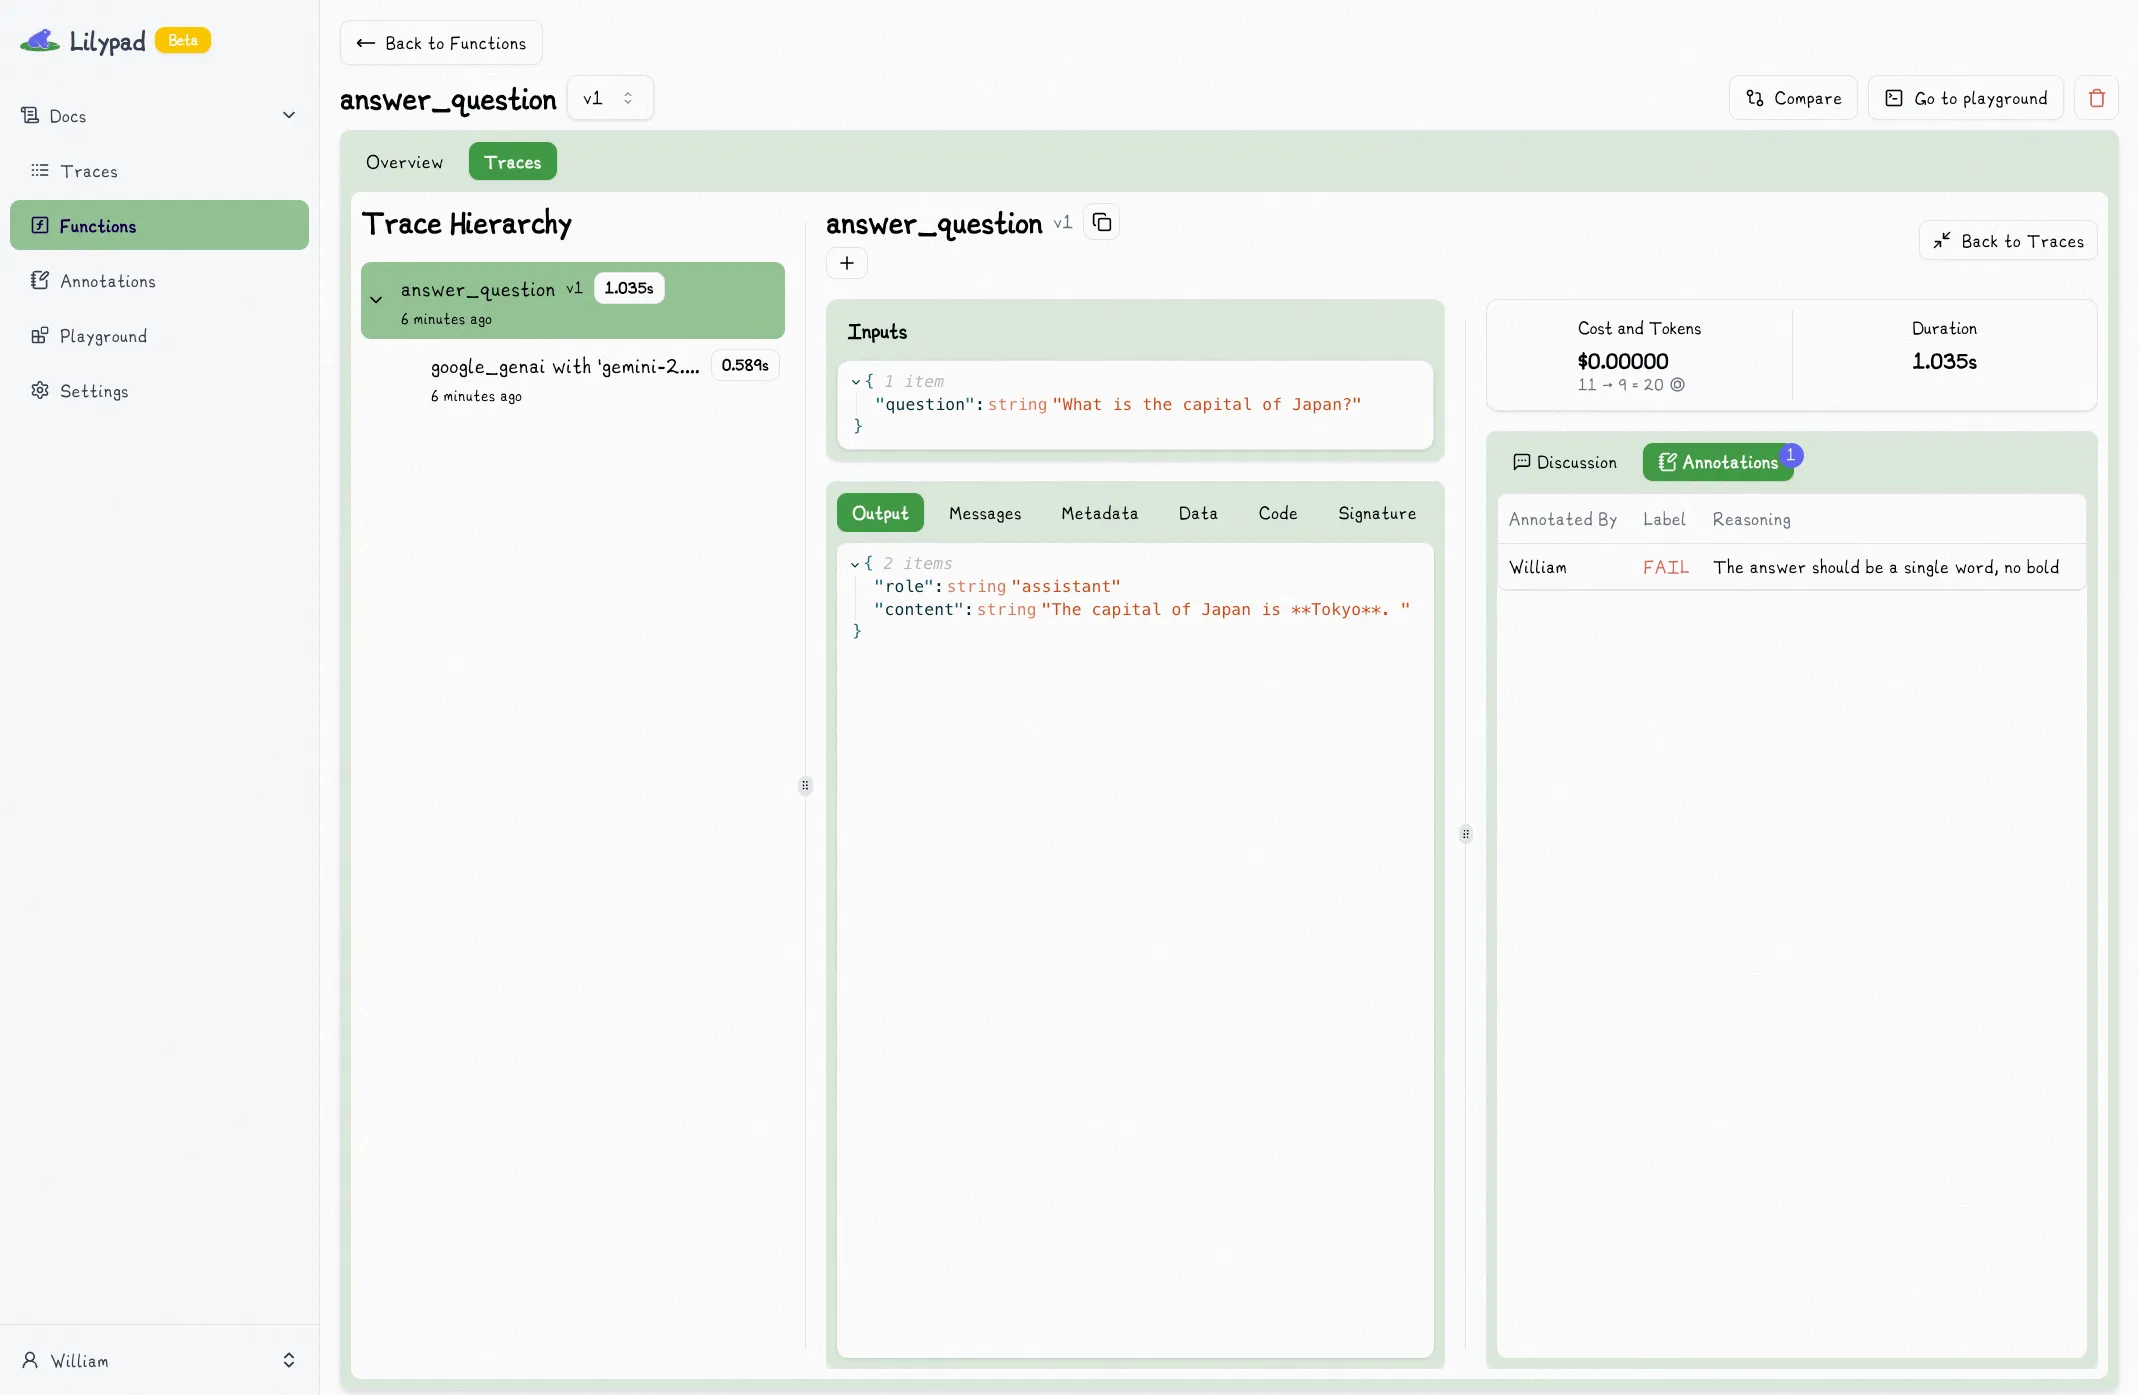 Lilypad Beta
Docs
Traces
Functions
Annotations
Playground
Settings
William
← Back to Functions
answer_question v1
Compare
Go to playground
Overview Traces
Trace Hierarchy
answer_question v1 1.035s
6 minutes ago
google_genai with 'gemini-2.... 0.589s
6 minutes ago
answer_question v1
+
Back to Traces
Inputs
{ 1 item
"question": string "What is the capital of Japan?"
}
Output Messages Metadata Data Code Signature
{ 2 items
"role": string "assistant"
"content": string "The capital of Japan is **Tokyo**. "
}
Cost and Tokens
$0.00000
11 → 9 = 20
Duration
1.035s
Discussion Annotations 1
Annotated By Label Reasoning
William FAIL The answer should be a single word, no bold